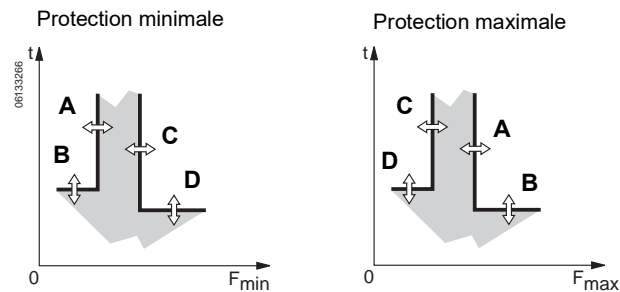 Protection minimale
t
06133266
A
B
C
D
0
Fmin
Protection maximale
t
C
D
A
B
0
Fmax